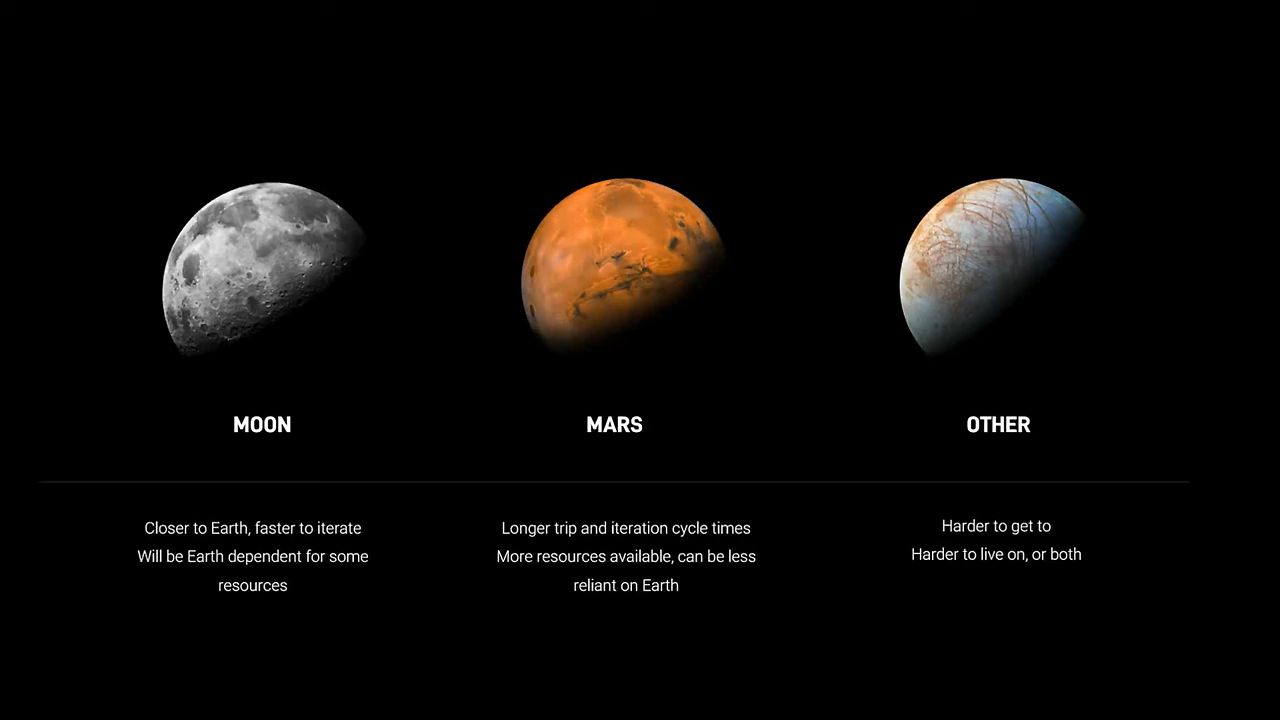 MOON
Closer to Earth, faster to iterate
Will be Earth dependent for some
resources
MARS
Longer trip and iteration cycle times
More resources available, can be less
reliant on Earth
OTHER
Harder to get to
Harder to live on, or both